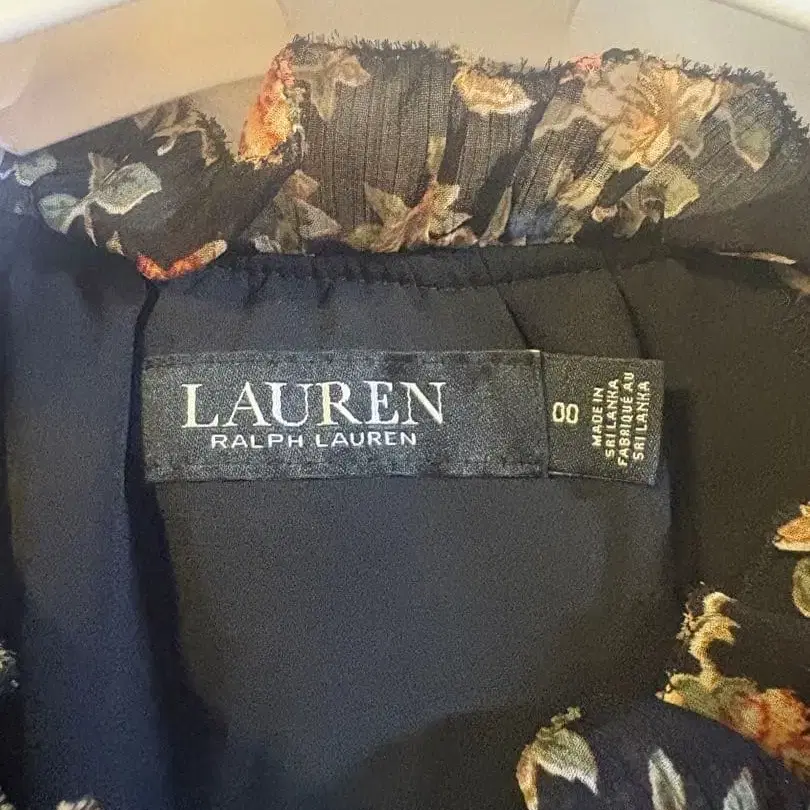 LAUREN
RALPH LAUREN
00
MADE IN
SRI LANKA
FABRIQUÉ AU
SRI LANKA